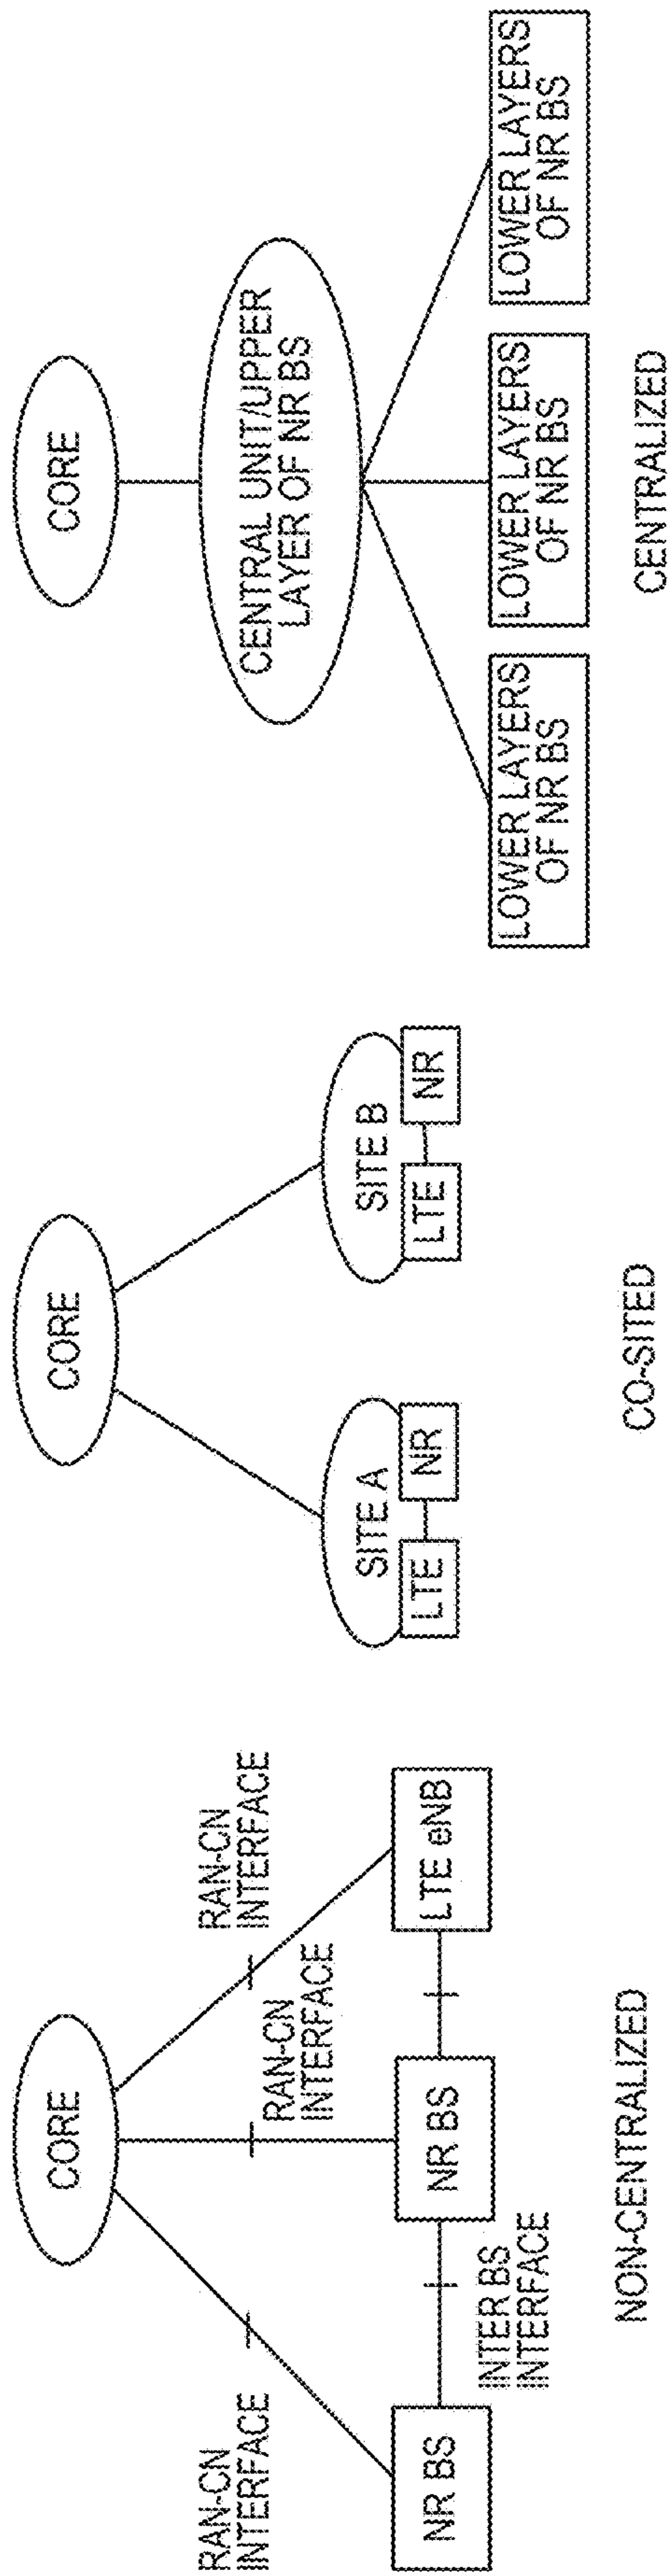 CORE
RAN-CN
INTERFACE
RAN-CN
INTERFACE
RAN-CN
INTERFACE
NR BS
NR BS
LTE eNB
INTER BS
INTERFACE
NON-CENTRALIZED
CORE
SITE A
LTE
NR
SITE B
LTE
NR
CO-SITED
CORE
CENTRAL UNIT/UPPER
LAYER OF NR BS
LOWER LAYERS
OF NR BS
LOWER LAYERS
OF NR BS
LOWER LAYERS
OF NR BS
CENTRALIZED